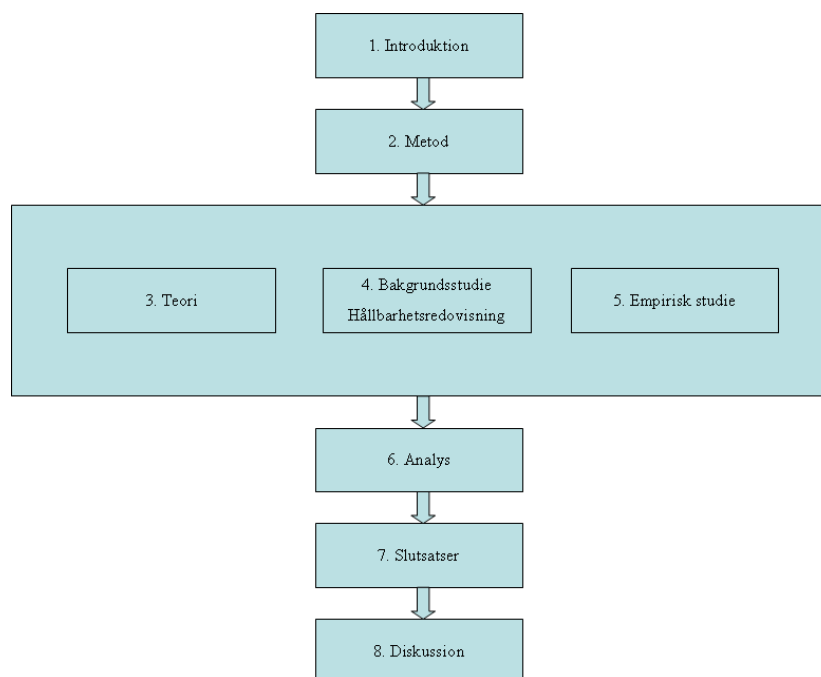 1. Introduktion
2. Metod
3. Teori
4. Bakgrundsstudie
Hållbarhetsredovisning
5. Empirisk studie
6. Analys
7. Slutsatser
8. Diskussion